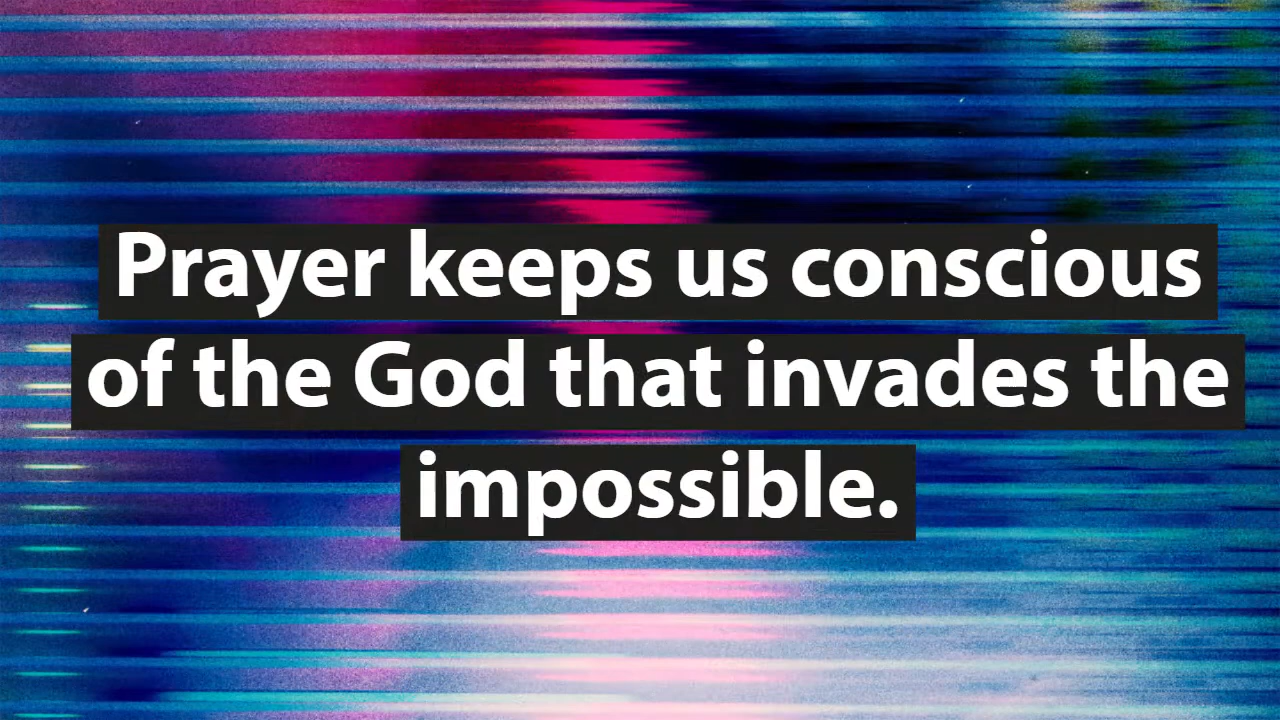 Prayer keeps us conscious
of the God that invades the
impossible.